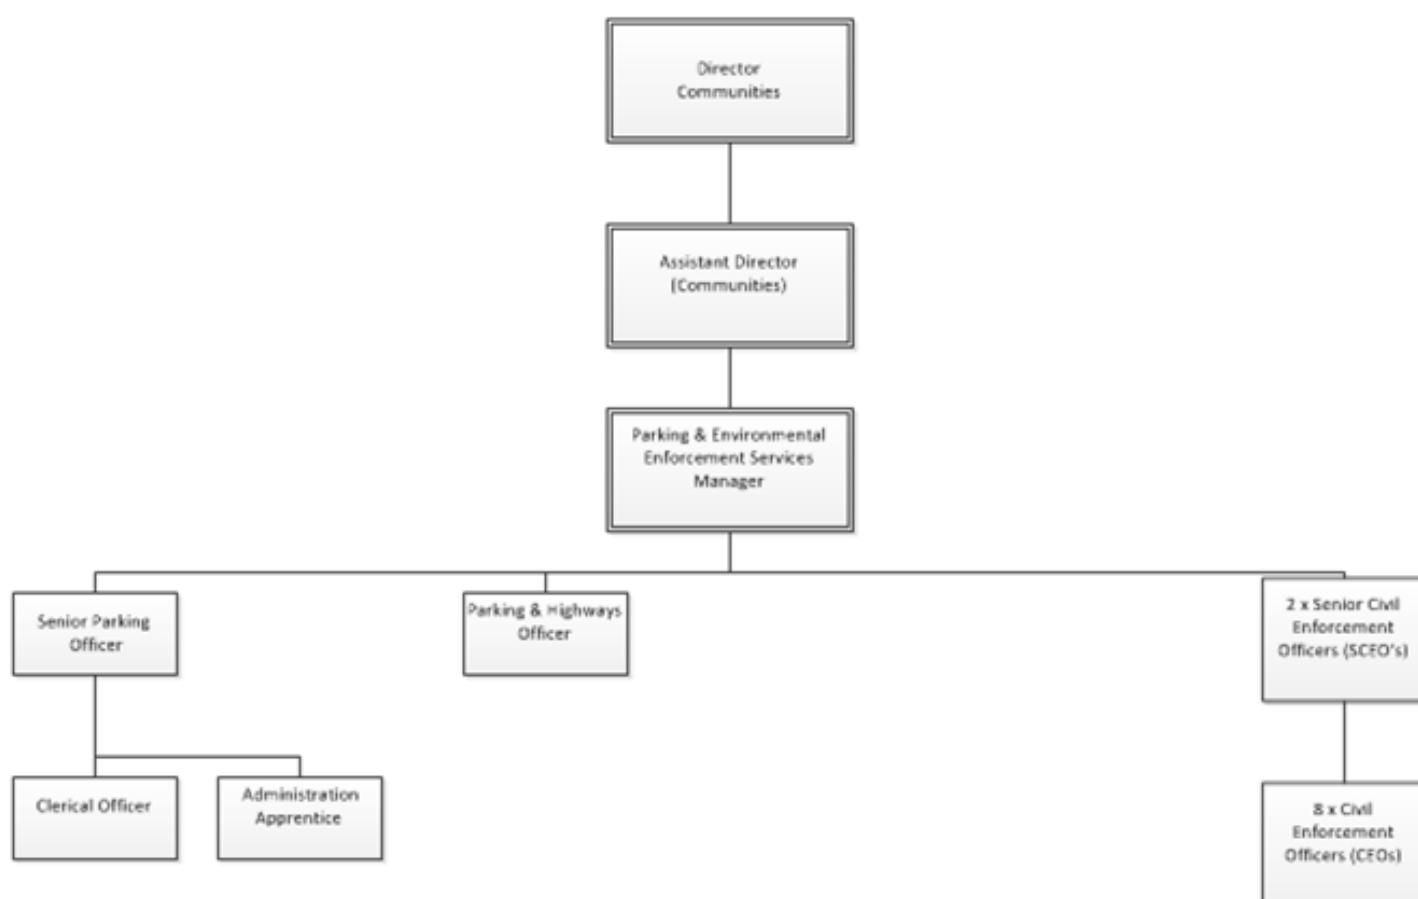 Director
Communities
Assistant Director
(Communities)
Parking & Environmental
Enforcement Services
Manager
Senior Parking
Officer
Parking & Highways
Officer
2 x Senior Civil
Enforcement
Officers (SCEO's)
Clerical Officer
Administration
Apprentice
8 x Civil
Enforcement
Officers (CEOs)